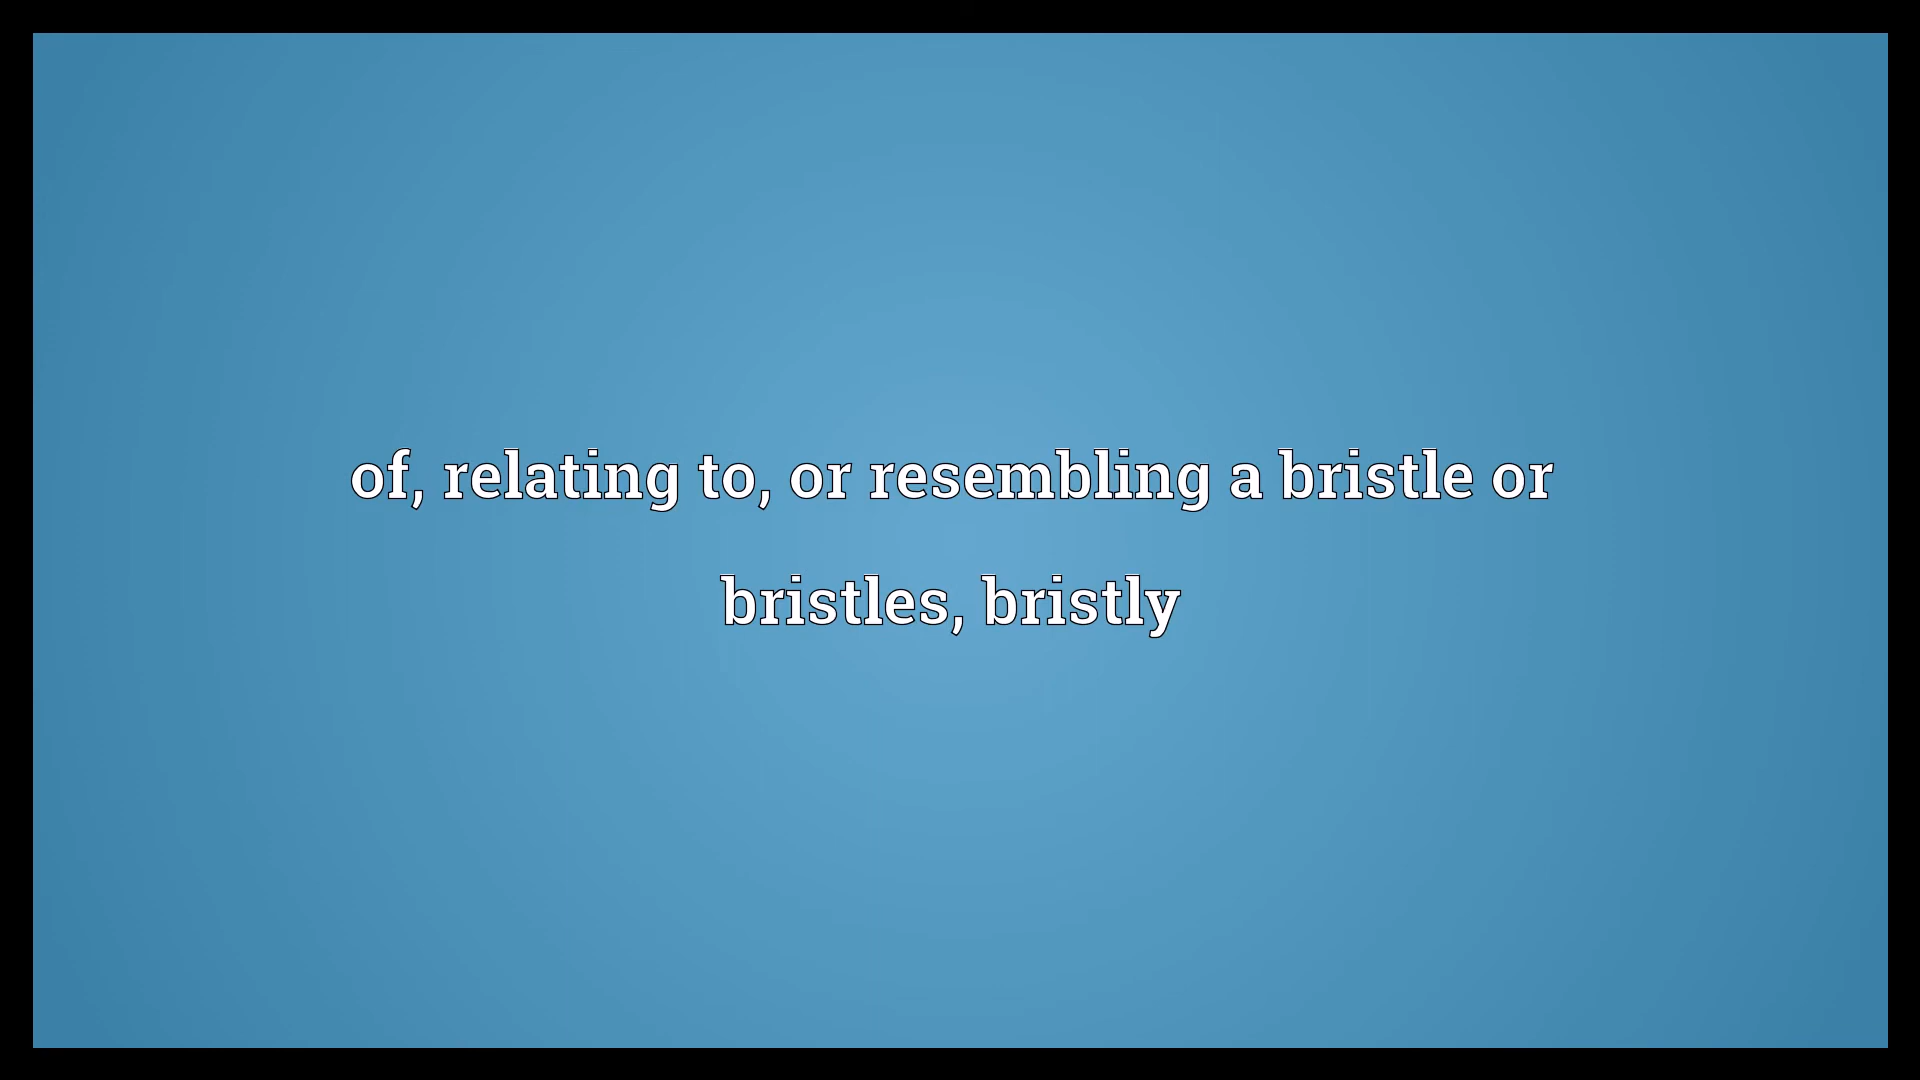 of, relating to, or resembling a bristle or
bristles, bristly